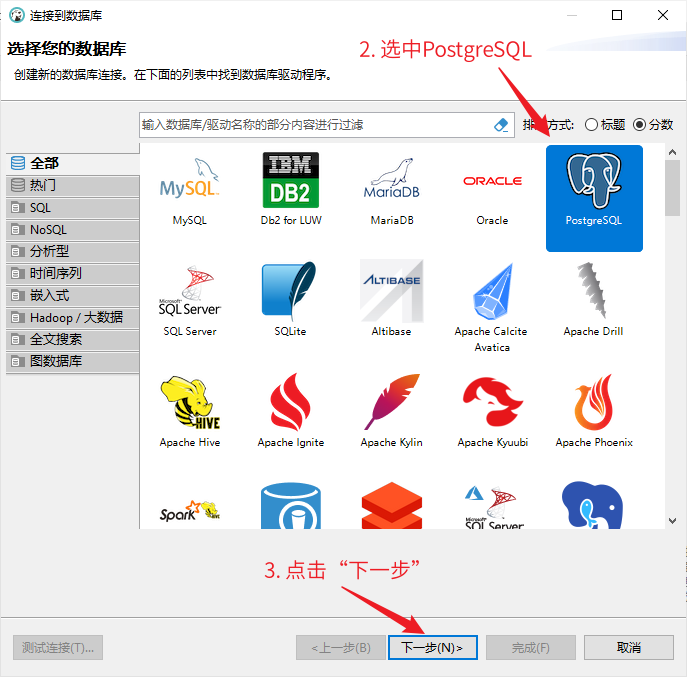 连接到数据库
选择您的数据库
2. 选中PostgreSQL
创建新的数据库连接。在下面的列表中找到数据库驱动程序。
输入数据库/驱动名称的部分内容进行过滤
方式: 标题 分数
全部
热门
SQL
NoSQL
分析型
时间序列
嵌入式
Hadoop / 大数据
全文搜索
图数据库
MySQL
IBM
DB2
MariaDB
ORACLE
MySQL
Db2 for LUW
MariaDB
Oracle
PostgreSQL
Microsoft
SQL Server
ALTIBASE
SQL Server
SQLite
Altibase
Apache Calcite
Avatica
Apache Drill
HIVE
Apache Hive
Apache Ignite
Apache Kylin
Apache Kyuubi
Apache Phoenix
Spark
Microsoft
SQL Server
3. 点击“下一步”
测试连接(T)...
<上一步(B)
下一步(N)>
完成(F)
取消